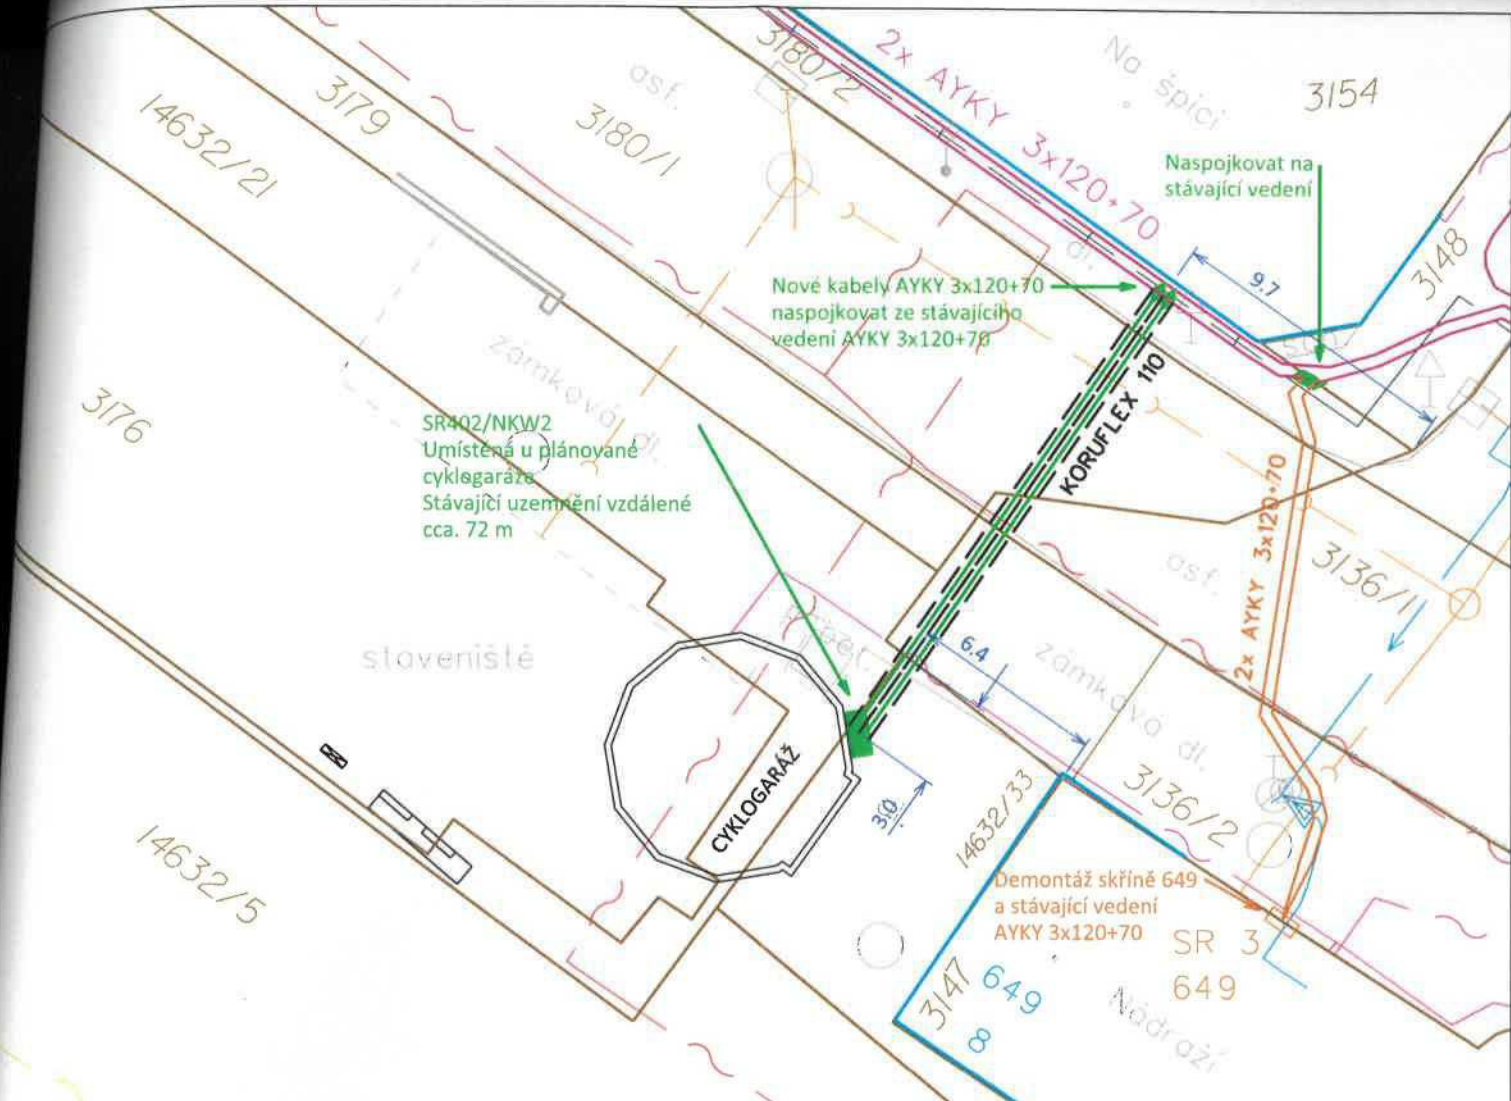 3180/2
2x AYKY 3x120+70
Na špici
3154
osf.
3179
14632/21
3180/1
Naspojkovat na
stávající vedení
dl.
3148
9.7
Nové kabely AYKY 3x120+70
naspojkovat ze stávajícího
vedení AYKY 3x120+70
zámková dl.
3176
SR402/NKW2
Umístěná u plánované
cyklogaráže
Stávající uzemnění vzdálené
cca. 72 m
KORUFLEX 110
2x AYKY 3x120+70
osf.
3136/1
staveniště
6.4
zámková dl.
CYKLOGARÁŽ
3.0
14632/33
3136/2
14632/5
Demontáž skříně 649
a stávající vedení
AYKY 3x120+70
SR 3
649
3147
649
8
Nádraží